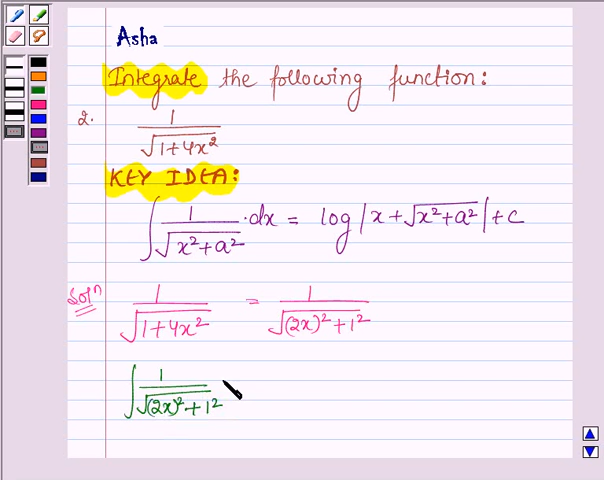 Asha
Integrate the following function:
2. 1/√(1+4x²)
KEY IDEA:
∫ 1/√(x²+a²) · dx = log|x+√(x²+a²)|+c
Solⁿ 1/√(1+4x²) = 1/√((2x)²+1²)
∫ 1/√((2x)²+1²)